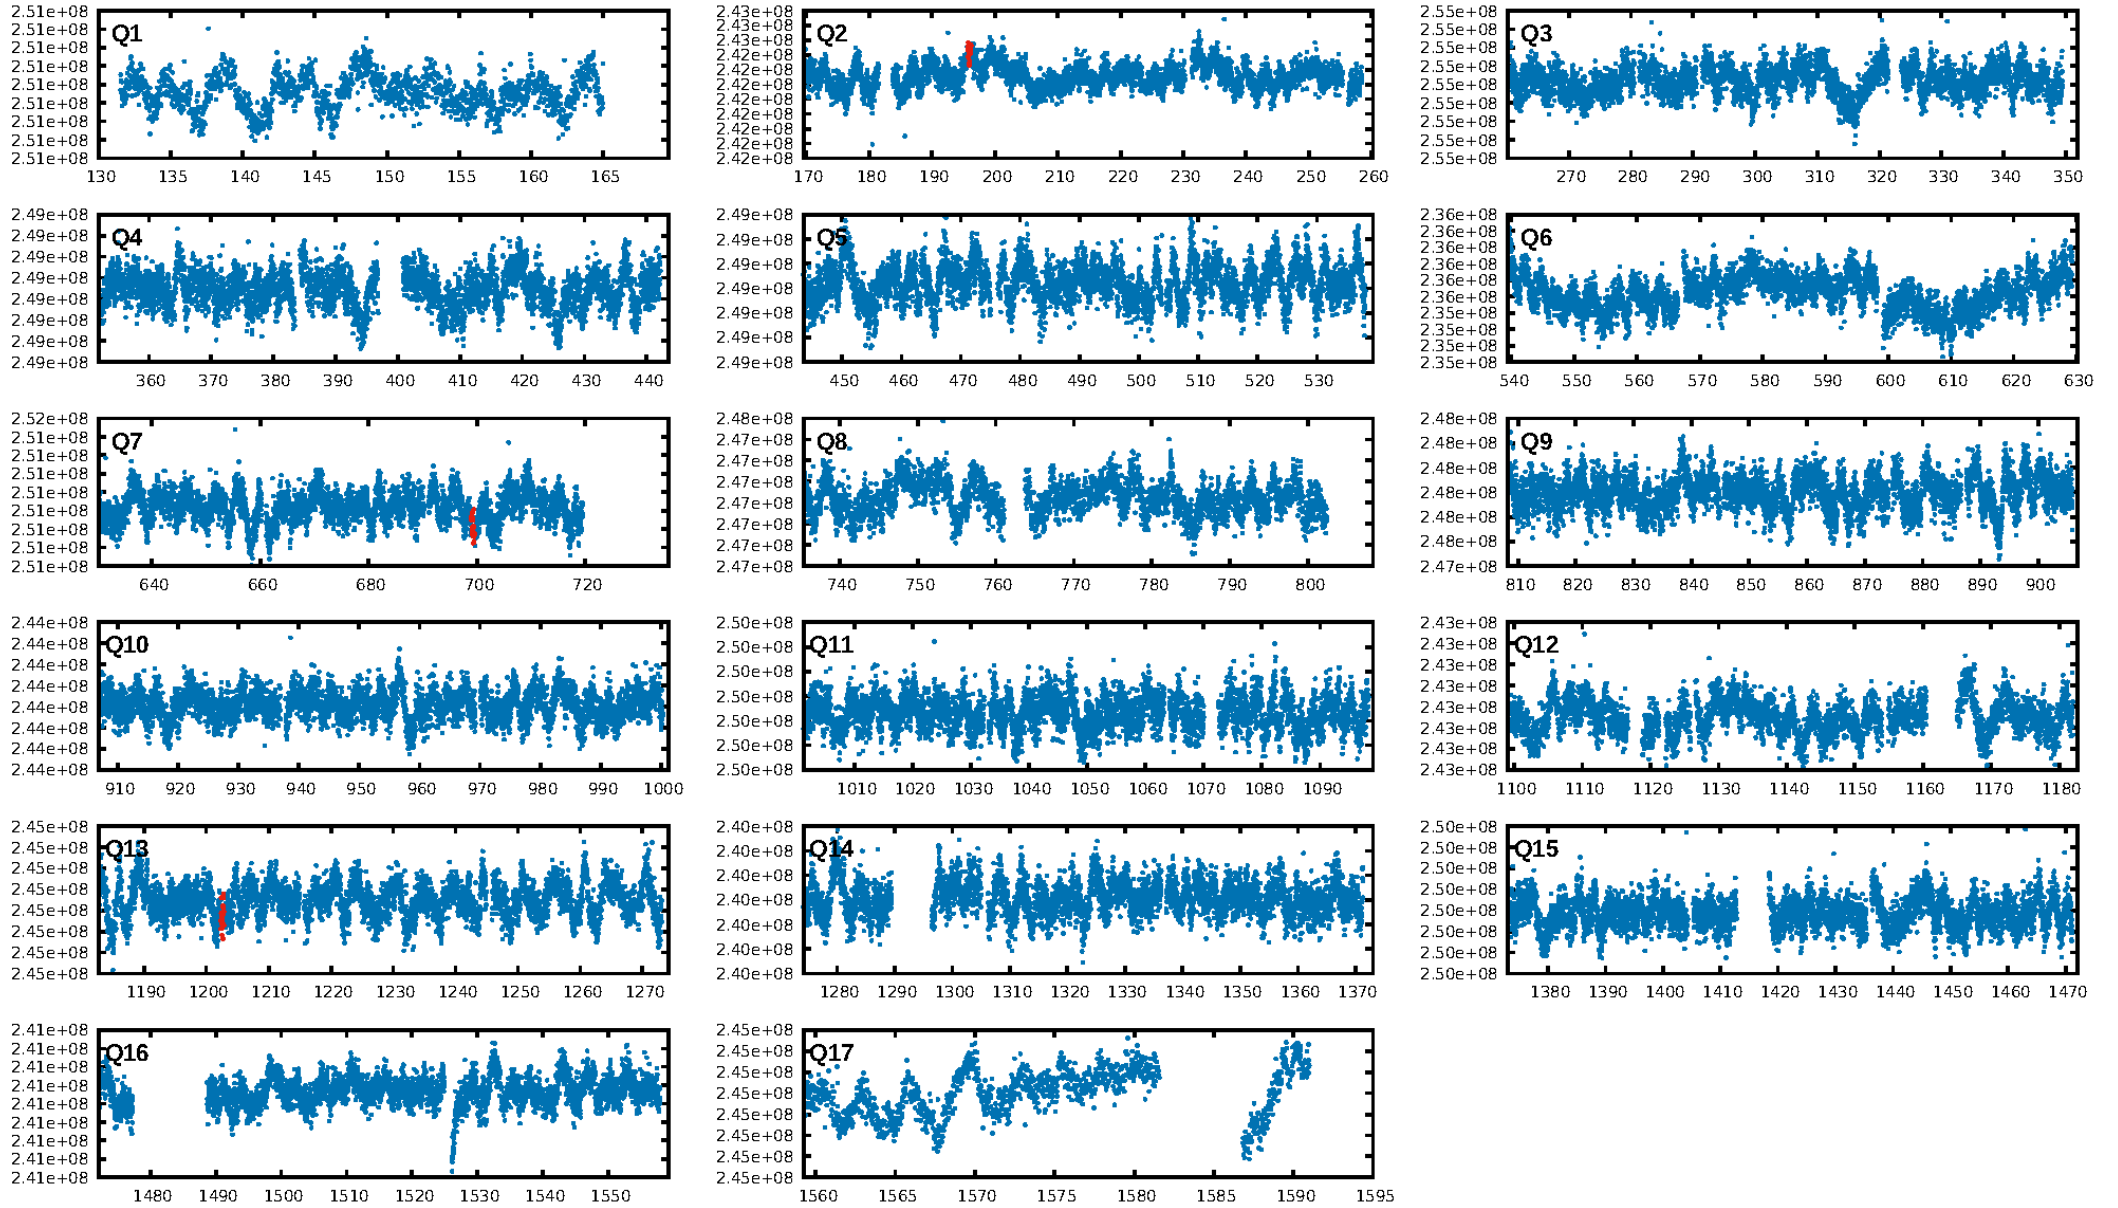 2.51e+08
2.51e+08
2.51e+08
2.51e+08
2.51e+08
2.51e+08
2.51e+08
2.51e+08
2.51e+08
Q1
130 135 140 145 150 155 160 165
2.43e+08
2.43e+08
2.43e+08
2.42e+08
2.42e+08
2.42e+08
2.42e+08
2.42e+08
2.42e+08
2.42e+08
2.42e+08
Q2
170 180 190 200 210 220 230 240 250 260
2.55e+08
2.55e+08
2.55e+08
2.55e+08
2.55e+08
2.55e+08
2.55e+08
2.55e+08
2.55e+08
Q3
270 280 290 300 310 320 330 340 350
2.49e+08
2.49e+08
2.49e+08
2.49e+08
2.49e+08
2.49e+08
2.49e+08
2.49e+08
Q4
360 370 380 390 400 410 420 430 440
2.49e+08
2.49e+08
2.49e+08
2.49e+08
2.49e+08
2.49e+08
2.49e+08
Q5
450 460 470 480 490 500 510 520 530
2.36e+08
2.36e+08
2.36e+08
2.36e+08
2.36e+08
2.36e+08
2.35e+08
2.35e+08
2.35e+08
2.35e+08
Q6
540 550 560 570 580 590 600 610 620 630
2.52e+08
2.51e+08
2.51e+08
2.51e+08
2.51e+08
2.51e+08
2.51e+08
2.51e+08
2.51e+08
Q7
640 660 680 700 720
2.48e+08
2.47e+08
2.47e+08
2.47e+08
2.47e+08
2.47e+08
2.47e+08
2.47e+08
Q8
740 750 760 770 780 790 800
2.48e+08
2.48e+08
2.48e+08
2.48e+08
2.48e+08
2.48e+08
2.47e+08
Q9
810 820 830 840 850 860 870 880 890 900
2.44e+08
2.44e+08
2.44e+08
2.44e+08
2.44e+08
2.44e+08
2.44e+08
2.44e+08
Q10
910 920 930 940 950 960 970 980 990 1000
2.50e+08
2.50e+08
2.50e+08
2.50e+08
2.50e+08
2.50e+08
2.50e+08
Q11
1010 1020 1030 1040 1050 1060 1070 1080 1090
2.43e+08
2.43e+08
2.43e+08
2.43e+08
2.43e+08
2.43e+08
2.43e+08
2.43e+08
Q12
1100 1110 1120 1130 1140 1150 1160 1170 1180
2.45e+08
2.45e+08
2.45e+08
2.45e+08
2.45e+08
2.45e+08
2.45e+08
2.45e+08
Q13
1190 1200 1210 1220 1230 1240 1250 1260 1270
2.40e+08
2.40e+08
2.40e+08
2.40e+08
2.40e+08
2.40e+08
2.40e+08
Q14
1280 1290 1300 1310 1320 1330 1340 1350 1360 1370
2.50e+08
2.50e+08
2.50e+08
2.50e+08
2.50e+08
2.50e+08
2.50e+08
2.50e+08
Q15
1380 1390 1400 1410 1420 1430 1440 1450 1460 1470
2.41e+08
2.41e+08
2.41e+08
2.41e+08
2.41e+08
2.41e+08
2.41e+08
2.41e+08
2.41e+08
Q16
1480 1490 1500 1510 1520 1530 1540 1550
2.45e+08
2.45e+08
2.45e+08
2.45e+08
2.45e+08
2.45e+08
2.45e+08
2.45e+08
Q17
1560 1565 1570 1575 1580 1585 1590 1595